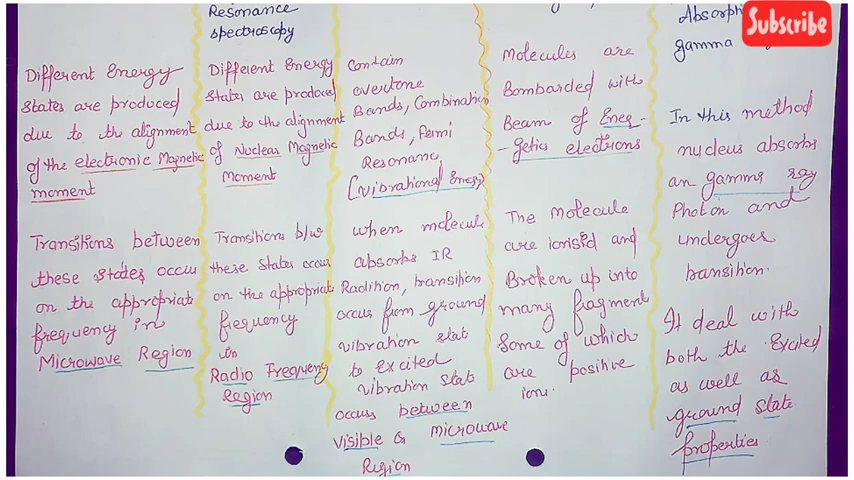 Resonance
spectroscopy
Absorpti
gamma
Subscribe
Different Energy
States are produced
due to the alignment
of the electronic Magnetic
moment
Transitions between
these states occur
on the appropriate
frequency in
Microwave Region
Different Energy
States are produced
due to the alignment
of Nuclear Magnetic
Moment
Transitions b/w
these states occur
on the appropriate
frequency
in
Radio Frequency
Region
Contain
overtone
Bands, Combination
Bands, Fermi
Resonance
[Vibrational Energy]
when molecule
absorbs IR
Radition, transition
occur from ground
vibration state
to Excited
vibration state
occurs between
Visible & Microwave
Region
Molecules are
Bombarded with
Beam of Ener-
-getics electrons
The Molecule
are ionised and
Broken up into
many fragment
Some of which
are positive
ion.
In this method
nucleus absorbs
an gamma ray
Photon and
undergoes
transition.
It deal with
both the Excited
as well as
ground state
properties